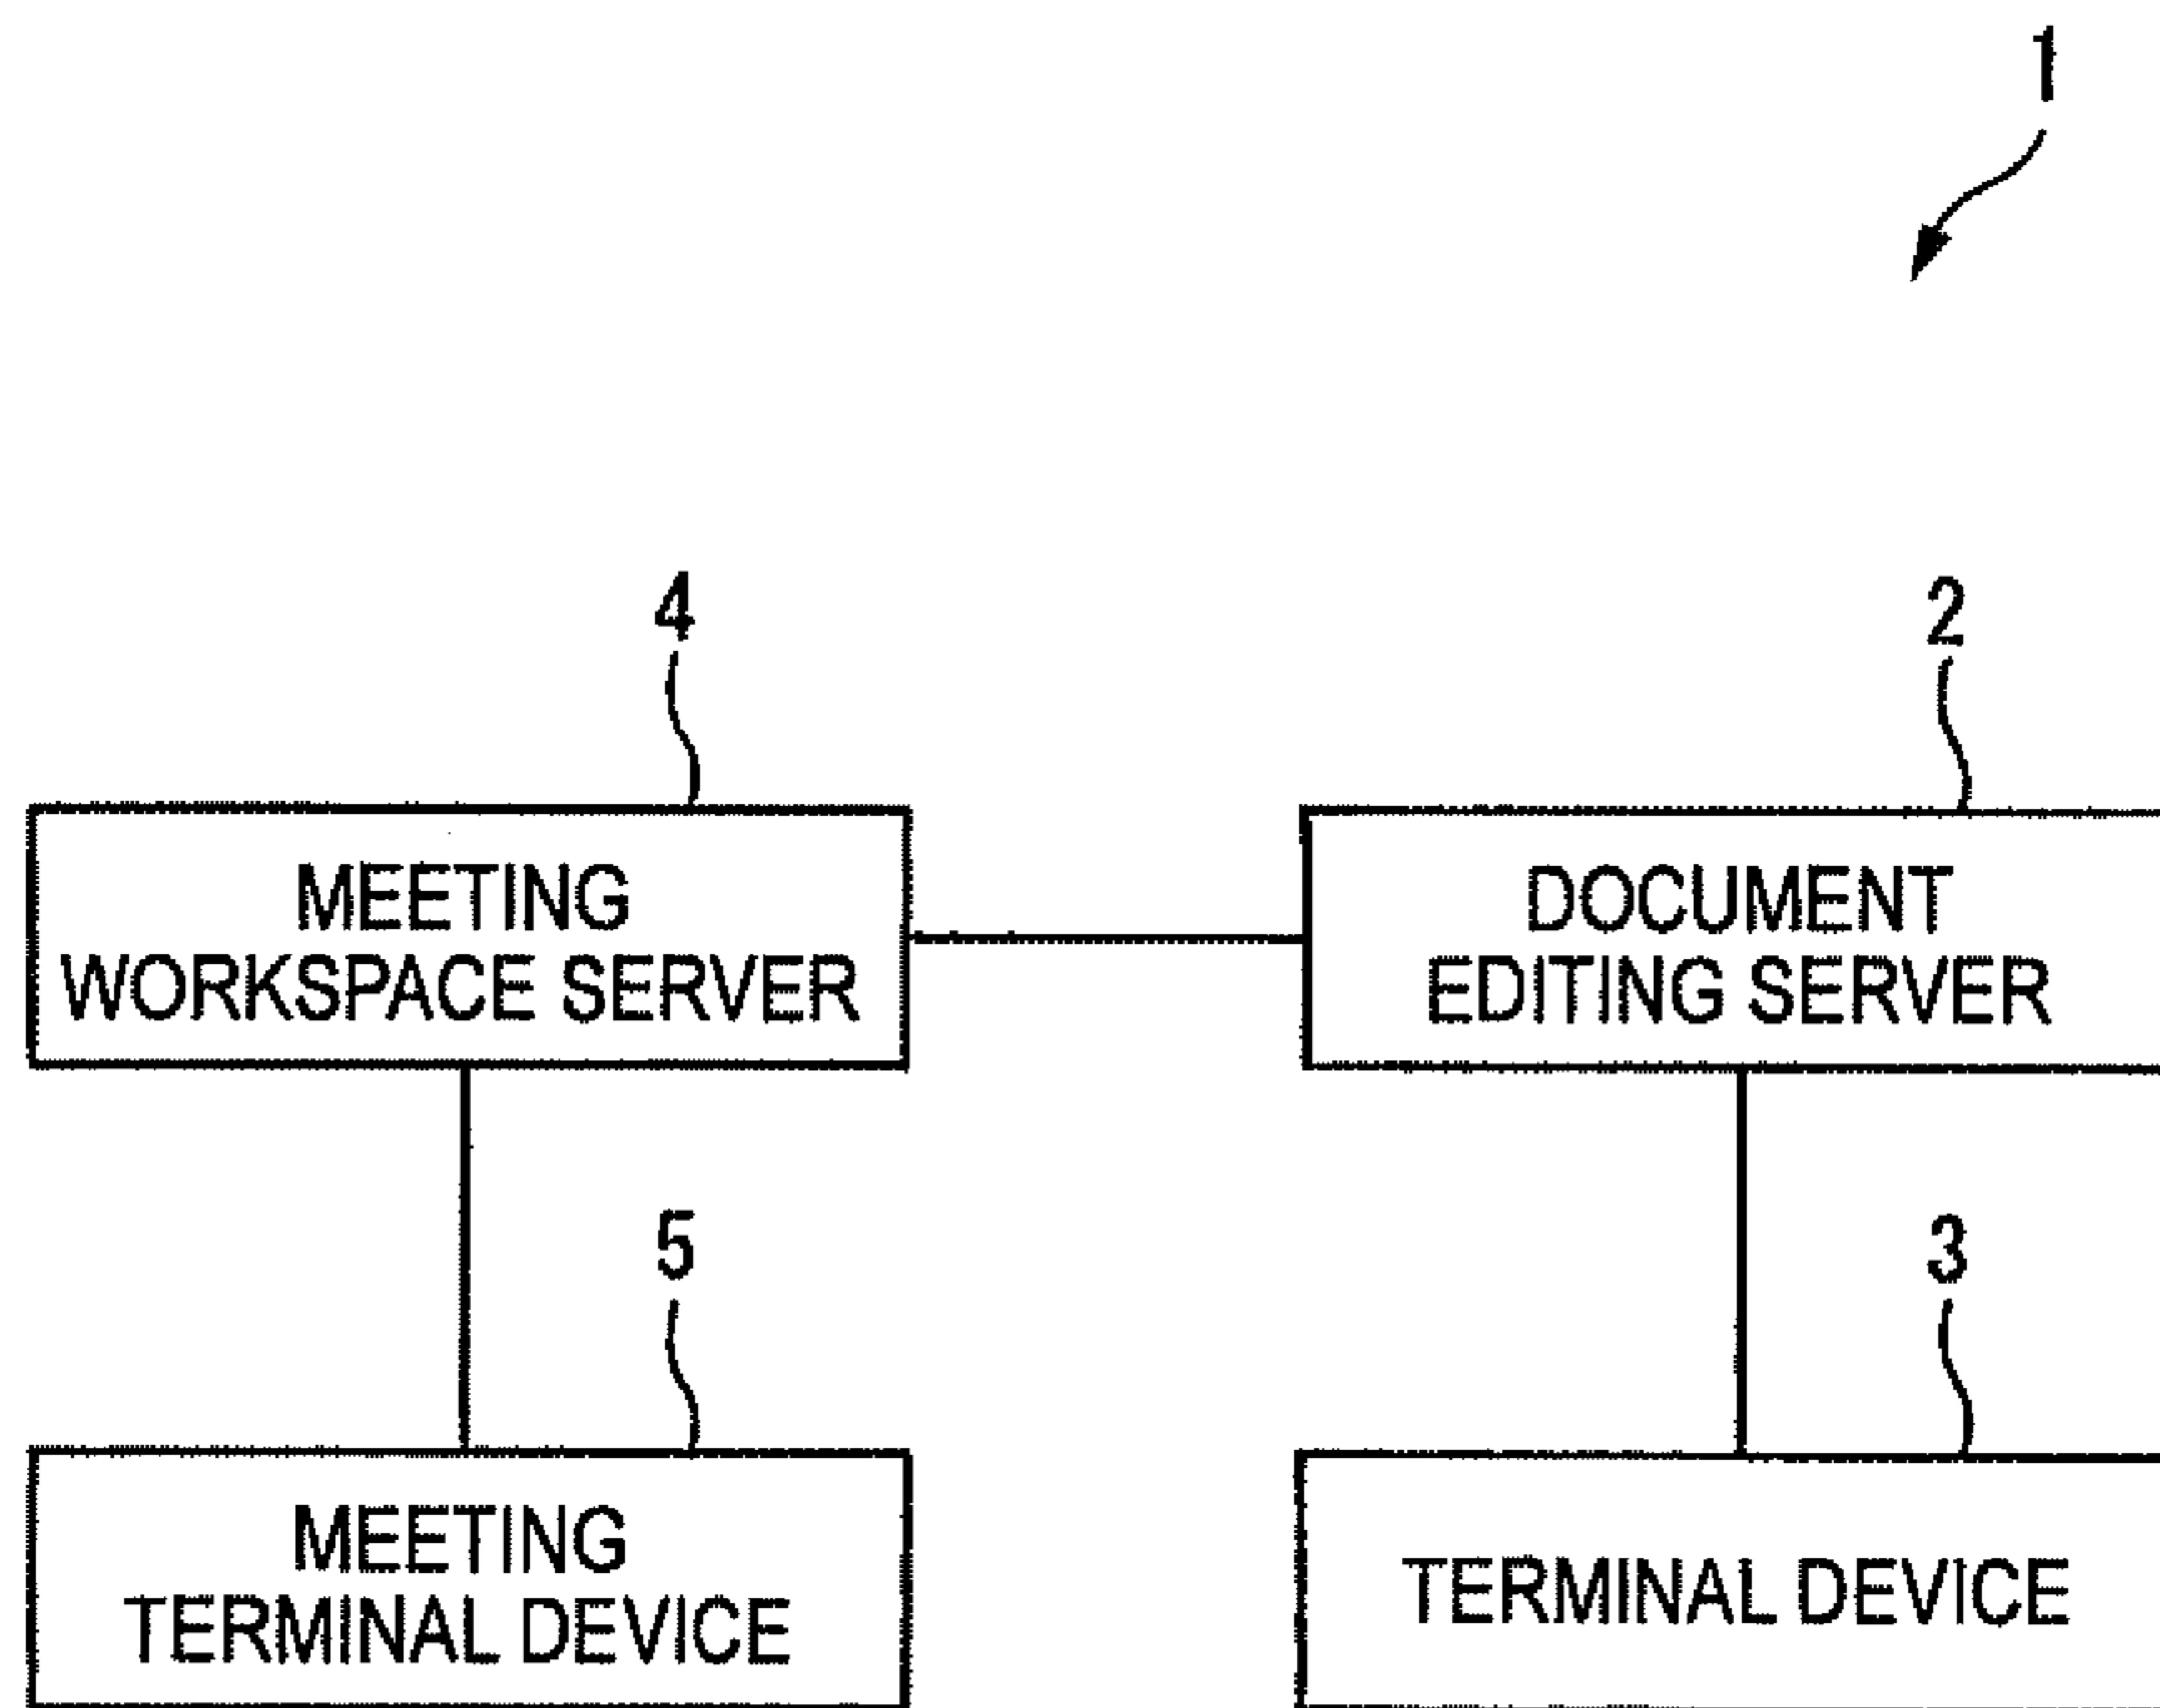 1
4
2
MEETING
WORKSPACE SERVER
DOCUMENT
EDITING SERVER
5
3
MEETING
TERMINAL DEVICE
TERMINAL DEVICE